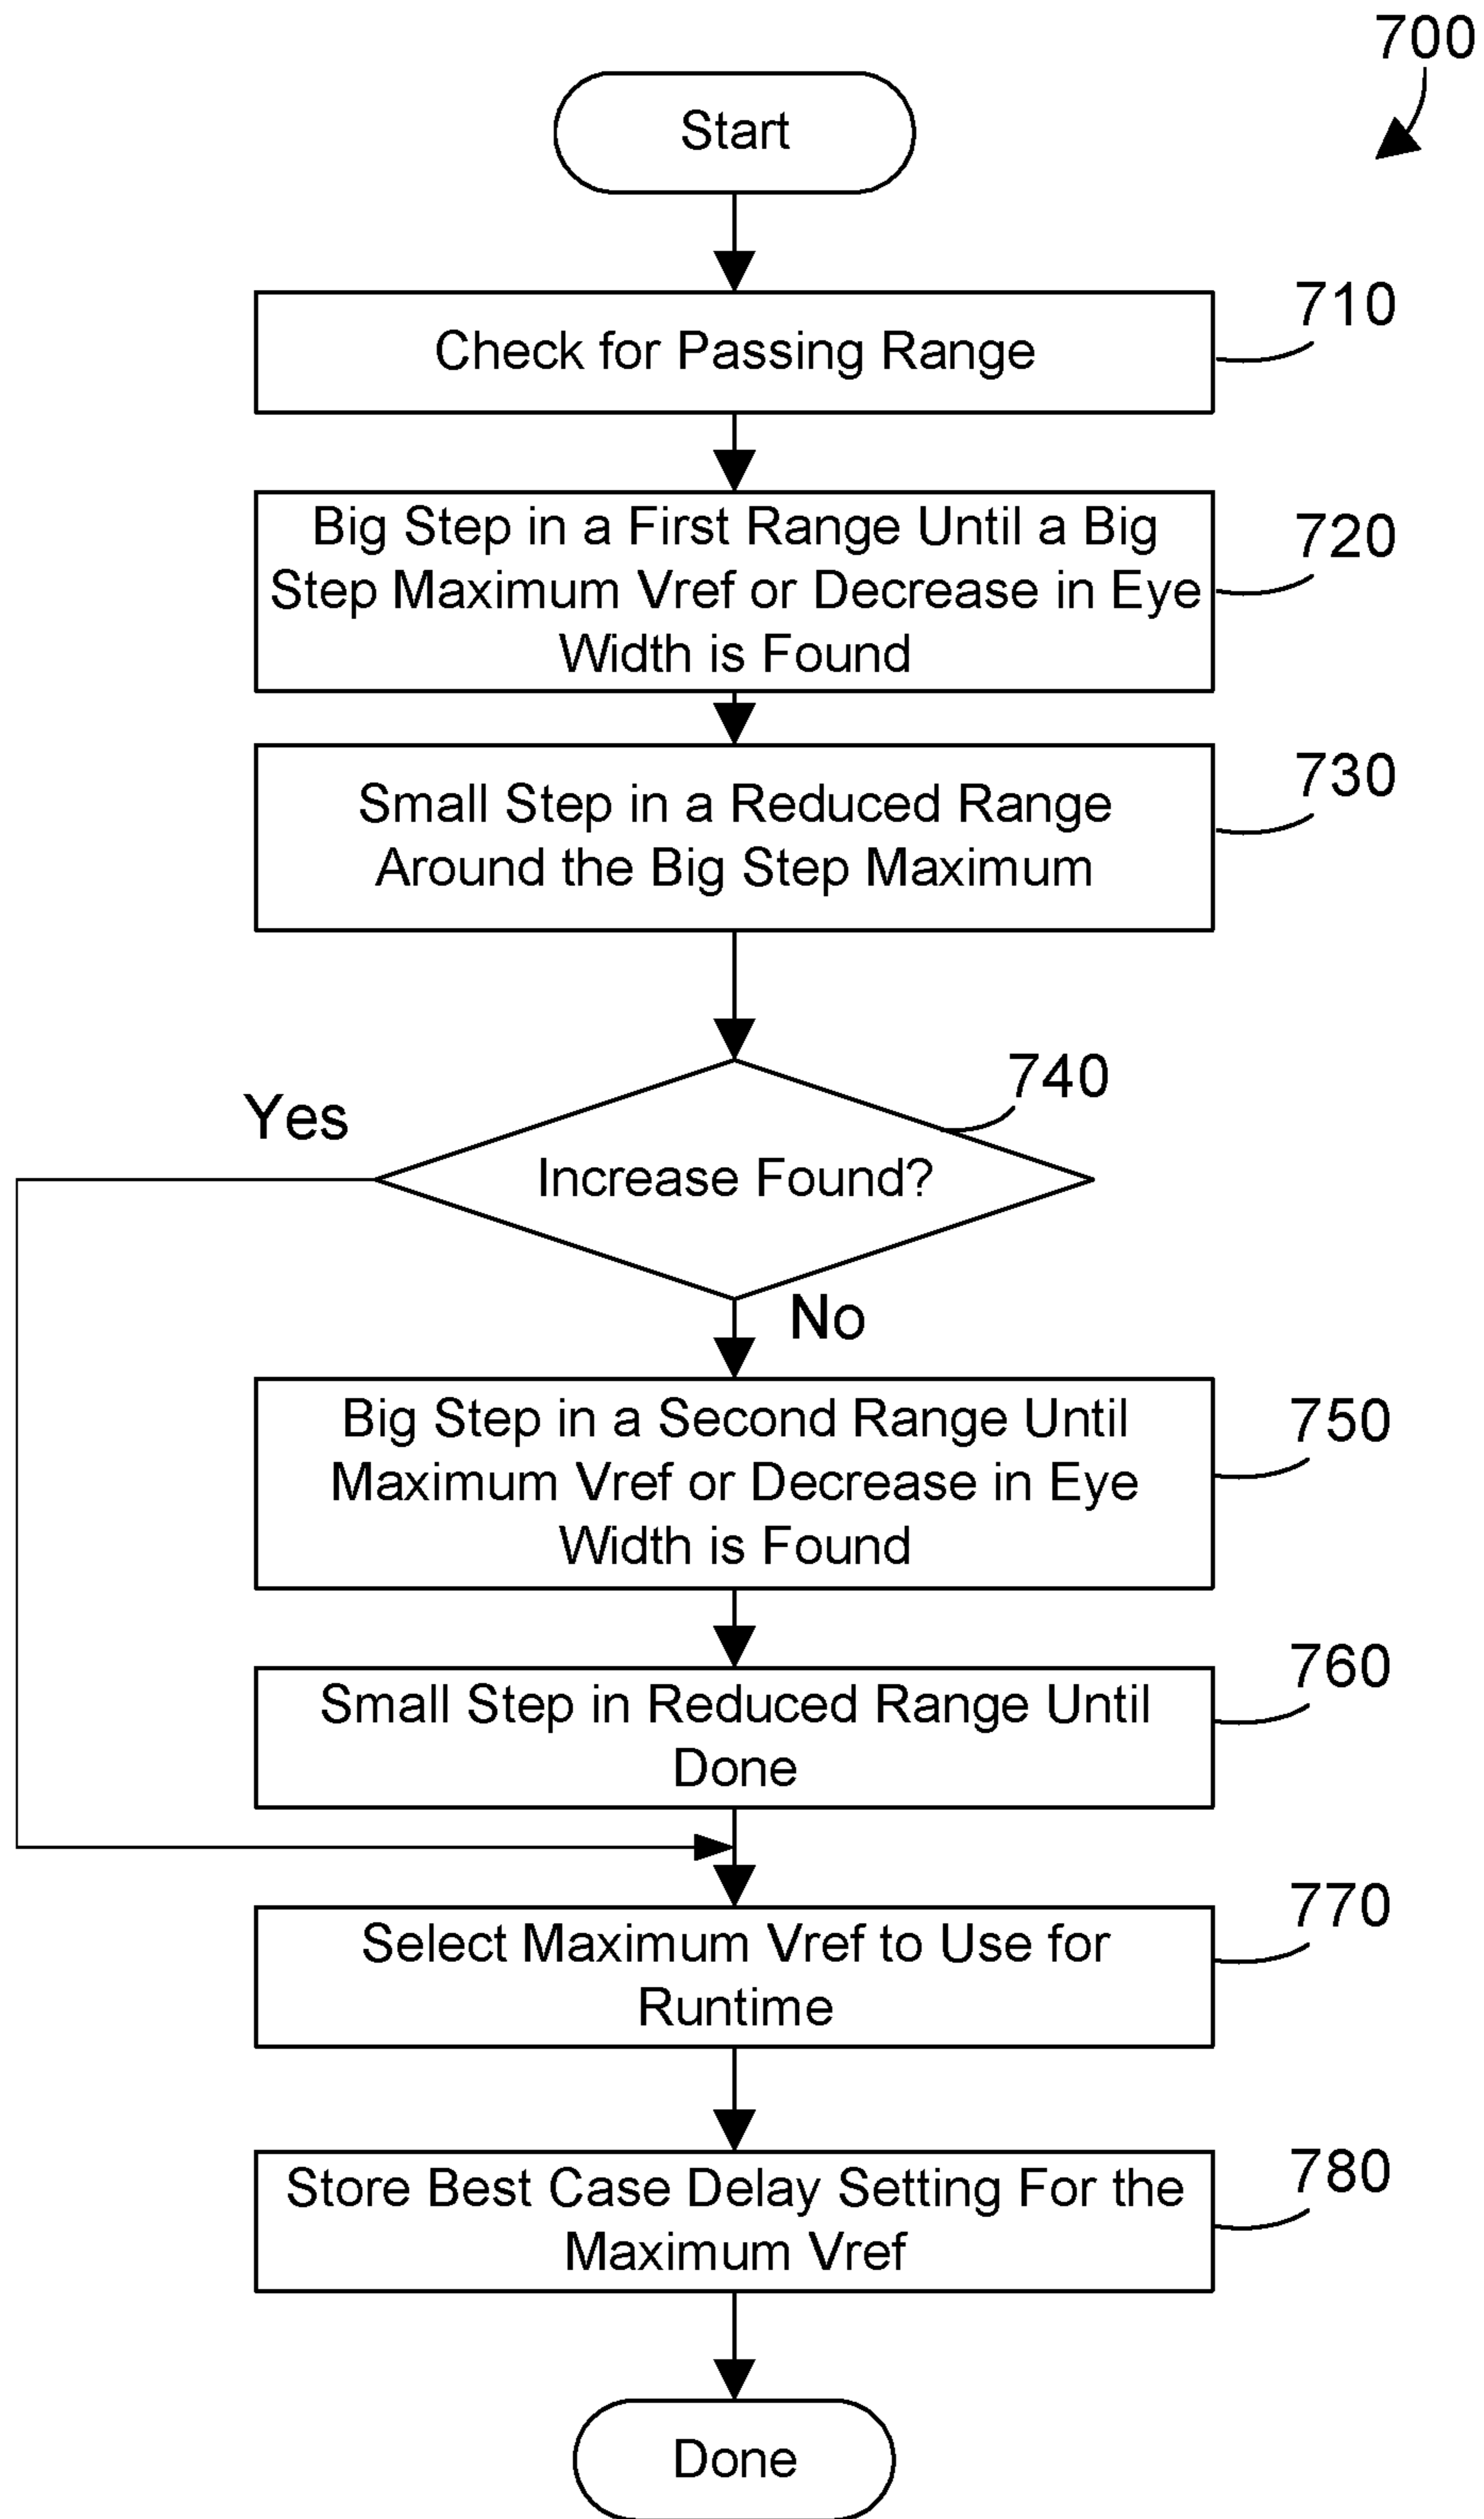 700
Start
Check for Passing Range
710
Big Step in a First Range Until a Big
Step Maximum Vref or Decrease in Eye
Width is Found
720
Small Step in a Reduced Range
Around the Big Step Maximum
730
740
Yes
Increase Found?
No
Big Step in a Second Range Until
Maximum Vref or Decrease in Eye
Width is Found
750
Small Step in Reduced Range Until
Done
760
Select Maximum Vref to Use for
Runtime
770
Store Best Case Delay Setting For the
Maximum Vref
780
Done